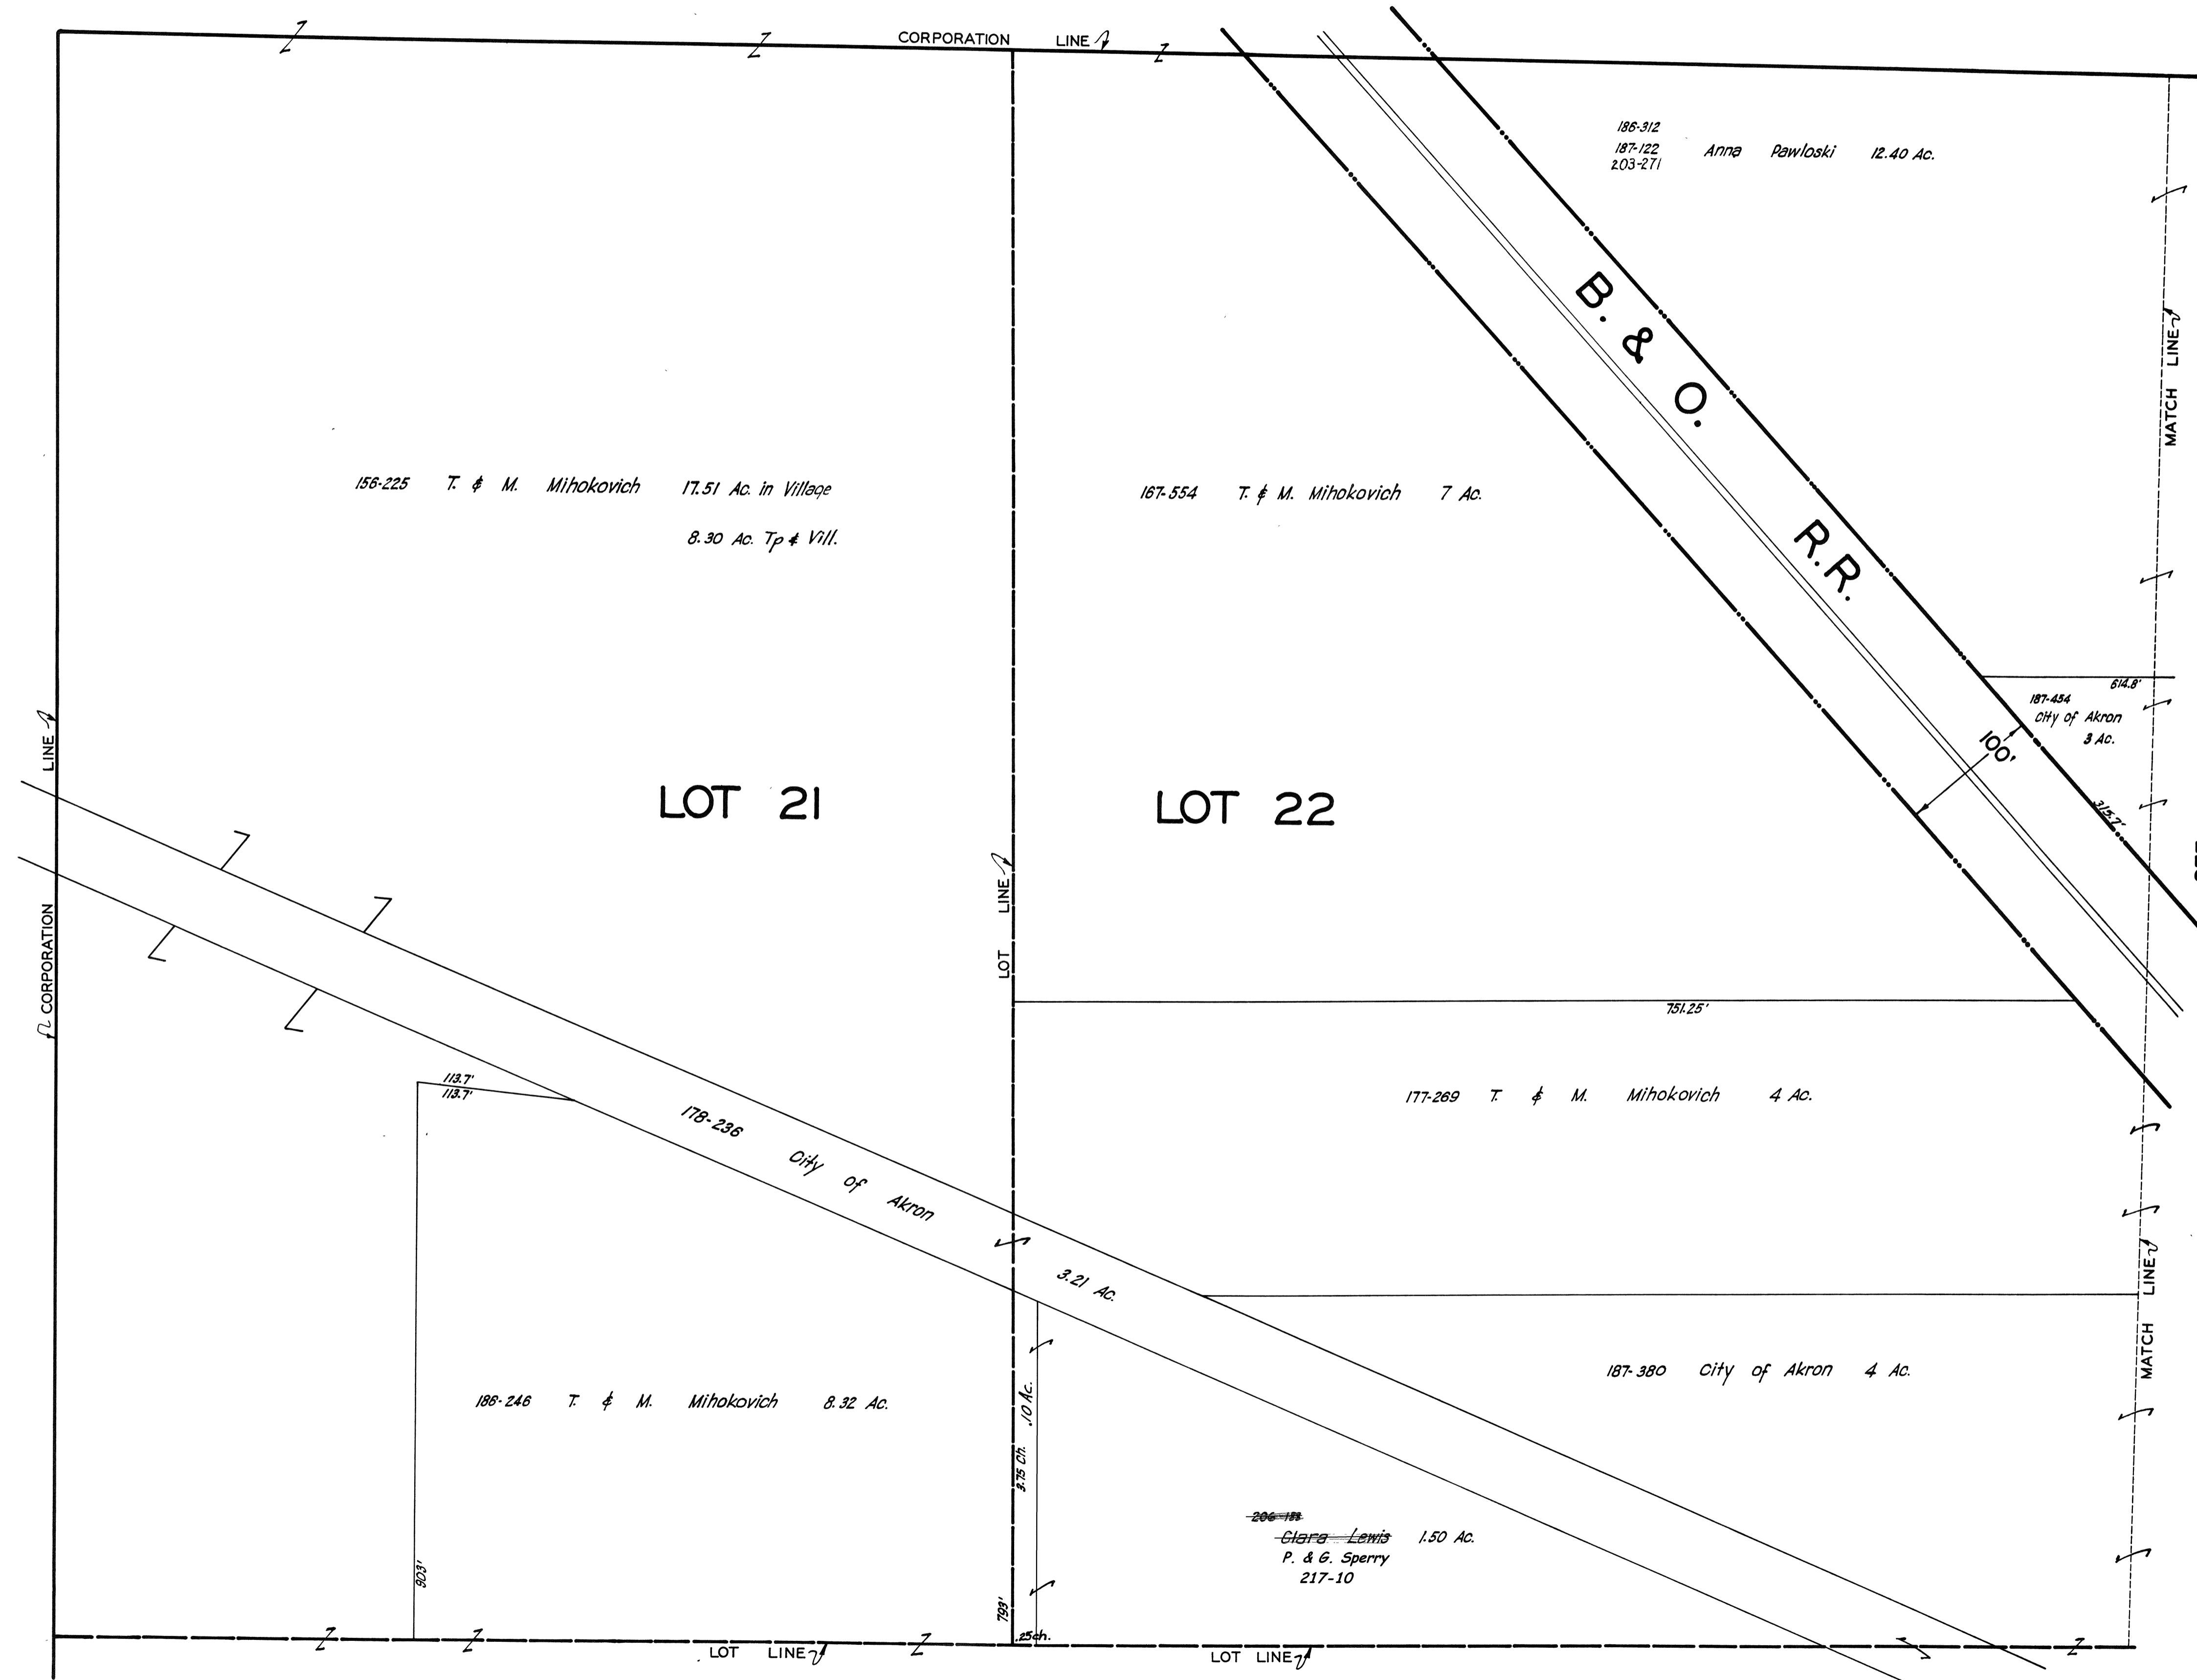 CORPORATION LINE
186-312
187-122 Anna Pawloski 12.40 Ac.
203-271
B. & O. R.R.
MATCH LINE
156-225 T. & M. Mihokovich 17.51 Ac. in Village
8.30 Ac. Tp & Vill.
167-554 T. & M. Mihokovich 7 Ac.
614.8'
187-454
City of Akron
3 Ac.
100'
315.7'
LOT 21
LOT 22
CORPORATION LINE
LOT LINE
751.25'
113.7'
113.7'
177-269 T. & M. Mihokovich 4 Ac.
178-236 City of Akron 3.21 Ac.
MATCH LINE
187-380 City of Akron 4 Ac.
186-246 T. & M. Mihokovich 8.32 Ac.
.10 Ac.
3.75 Ch.
206-158
Clara Lewis 1.50 Ac.
P. & G. Sperry
217-10
903'
793'
.25ch.
LOT LINE
LOT LINE